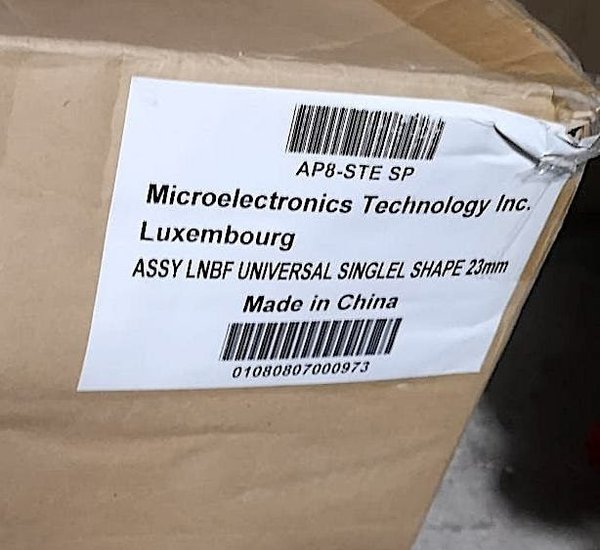 AP8-STE SP
Microelectronics Technology Inc.
Luxembourg
ASSY LNBF UNIVERSAL SINGLEL SHAPE 23mm
Made in China
01080807000973